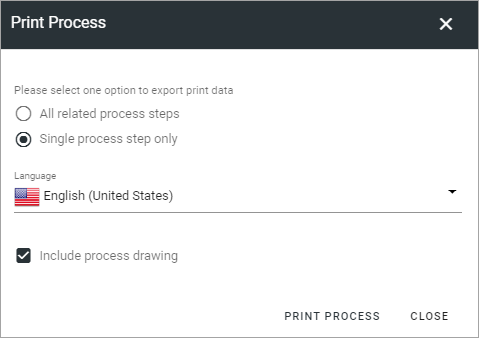 Print Process
Please select one option to export print data
All related process steps
Single process step only
Language
English (United States)
Include process drawing
PRINT PROCESS CLOSE